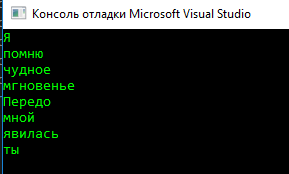 Консоль отладки Microsoft Visual Studio
Я
помню
чудное
мгновенье
Передо
мной
явилась
ты